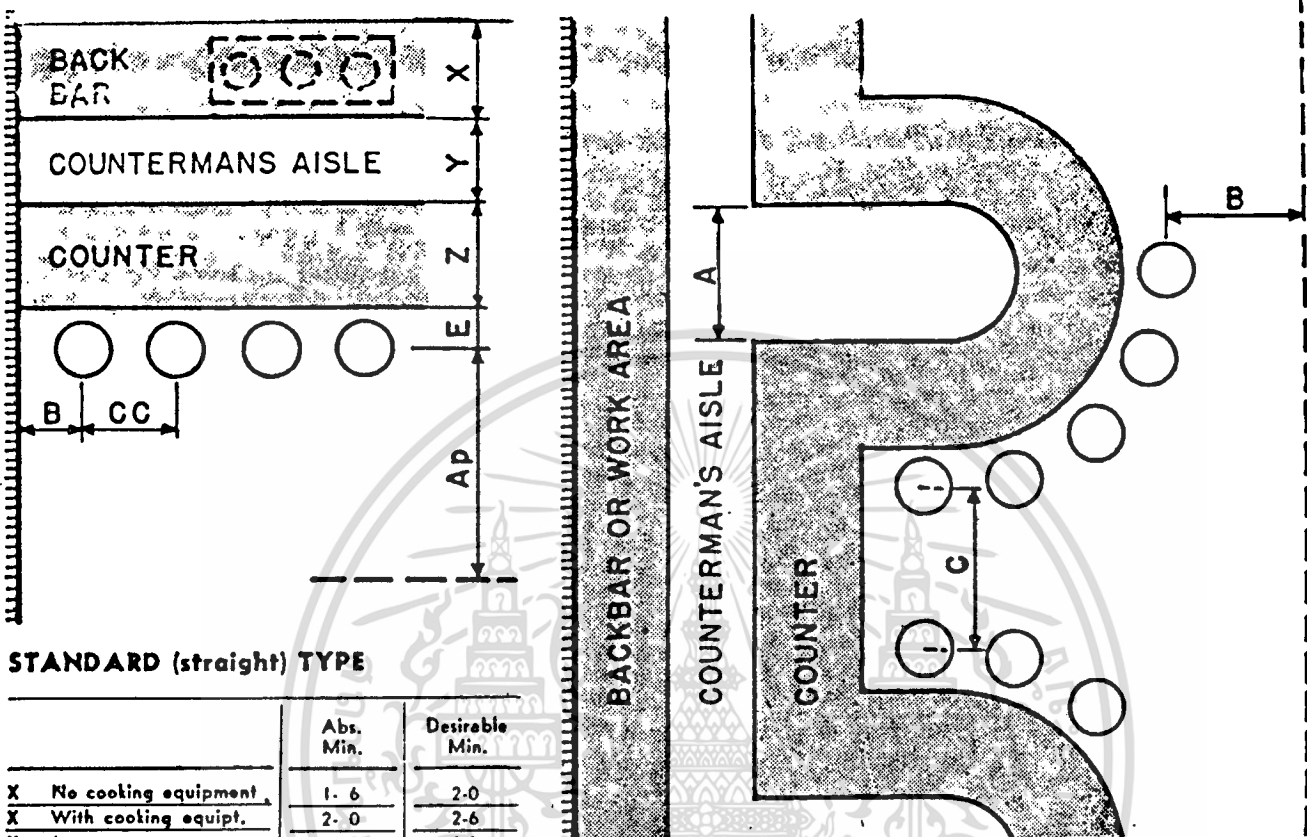 BACK
BAR
X
COUNTERMANS AISLE
Y
COUNTER
Z
E
B CC
Ap
STANDARD (straight) TYPE
Abs. Min. Desirable Min.
X No cooking equipment 1- 6 2-0
X With cooking equipt. 2- 0 2-6
BACKBAR OR WORK AREA
COUNTERMAN'S AISLE
COUNTER
A
B
C